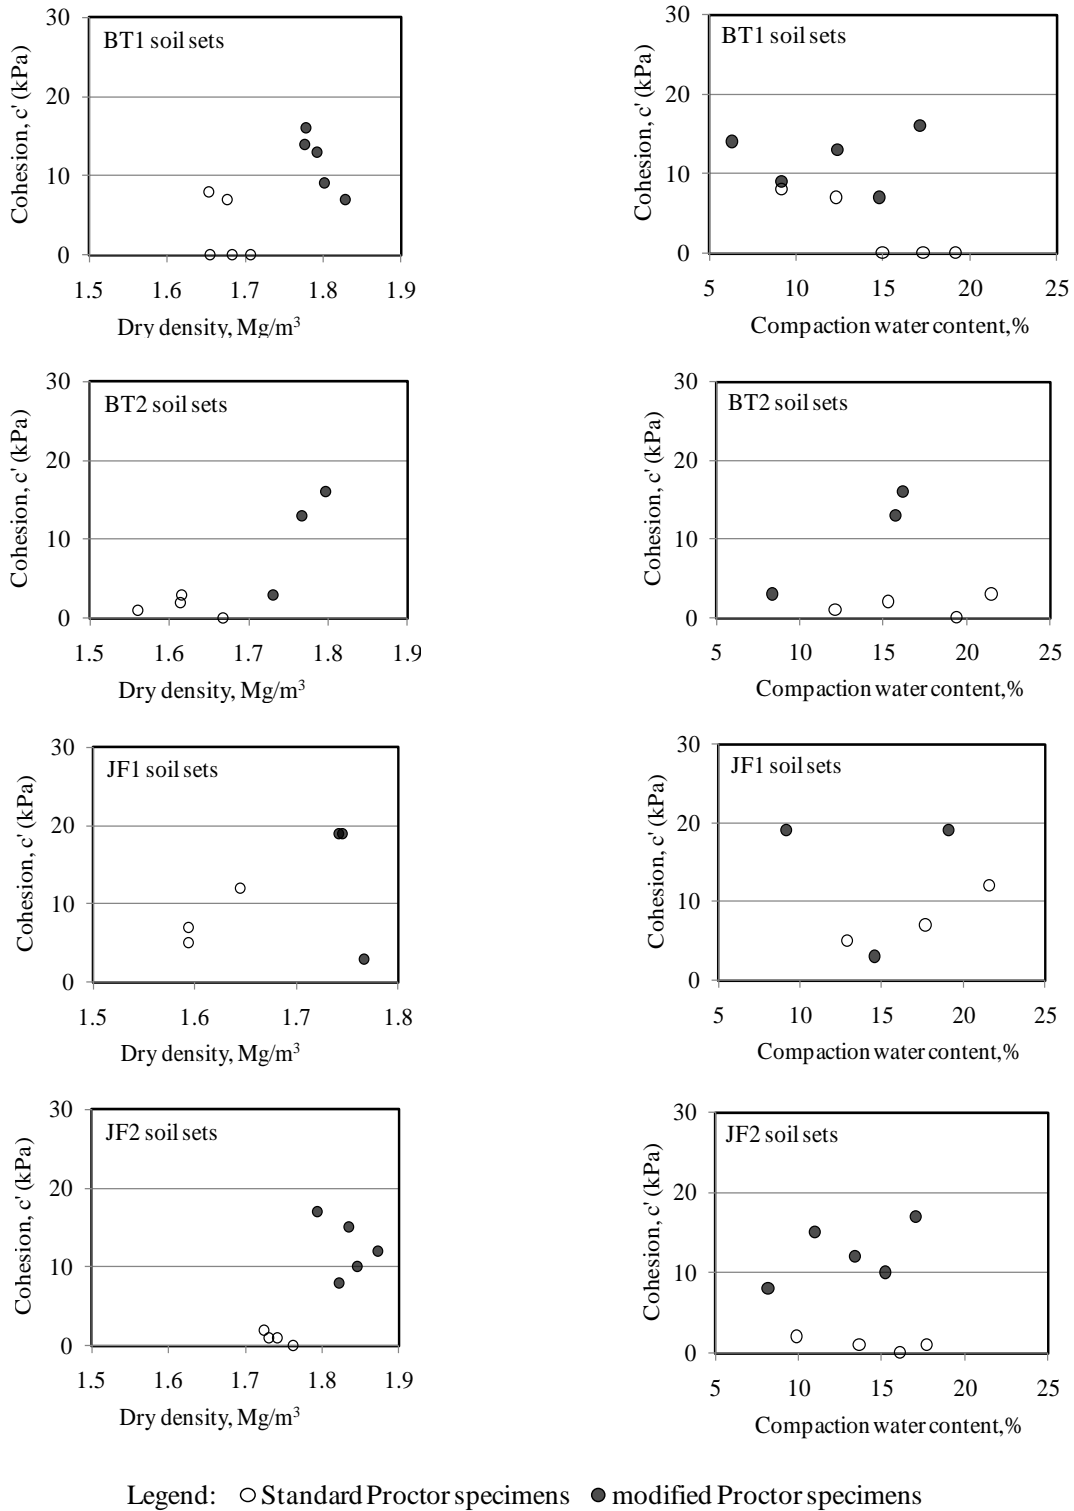 30
20
10
0
Cohesion, c' (kPa)
BT1 soil sets
1.5 1.6 1.7 1.8 1.9
Dry density, Mg/m³
30
20
10
0
Cohesion, c' (kPa)
BT1 soil sets
5 10 15 20 25
Compaction water content,%
30
20
10
0
Cohesion, c' (kPa)
BT2 soil sets
1.5 1.6 1.7 1.8 1.9
Dry density, Mg/m³
30
20
10
0
Cohesion, c' (kPa)
BT2 soil sets
5 10 15 20 25
Compaction water content,%
30
20
10
0
Cohesion, c' (kPa)
JF1 soil sets
1.5 1.6 1.7 1.8
Dry density, Mg/m³
30
20
10
0
Cohesion, c' (kPa)
JF1 soil sets
5 10 15 20 25
Compaction water content,%
30
20
10
0
Cohesion, c' (kPa)
JF2 soil sets
1.5 1.6 1.7 1.8 1.9
Dry density, Mg/m³
30
20
10
0
Cohesion, c' (kPa)
JF2 soil sets
5 10 15 20 25
Compaction water content,%
Legend: Standard Proctor specimens modified Proctor specimens